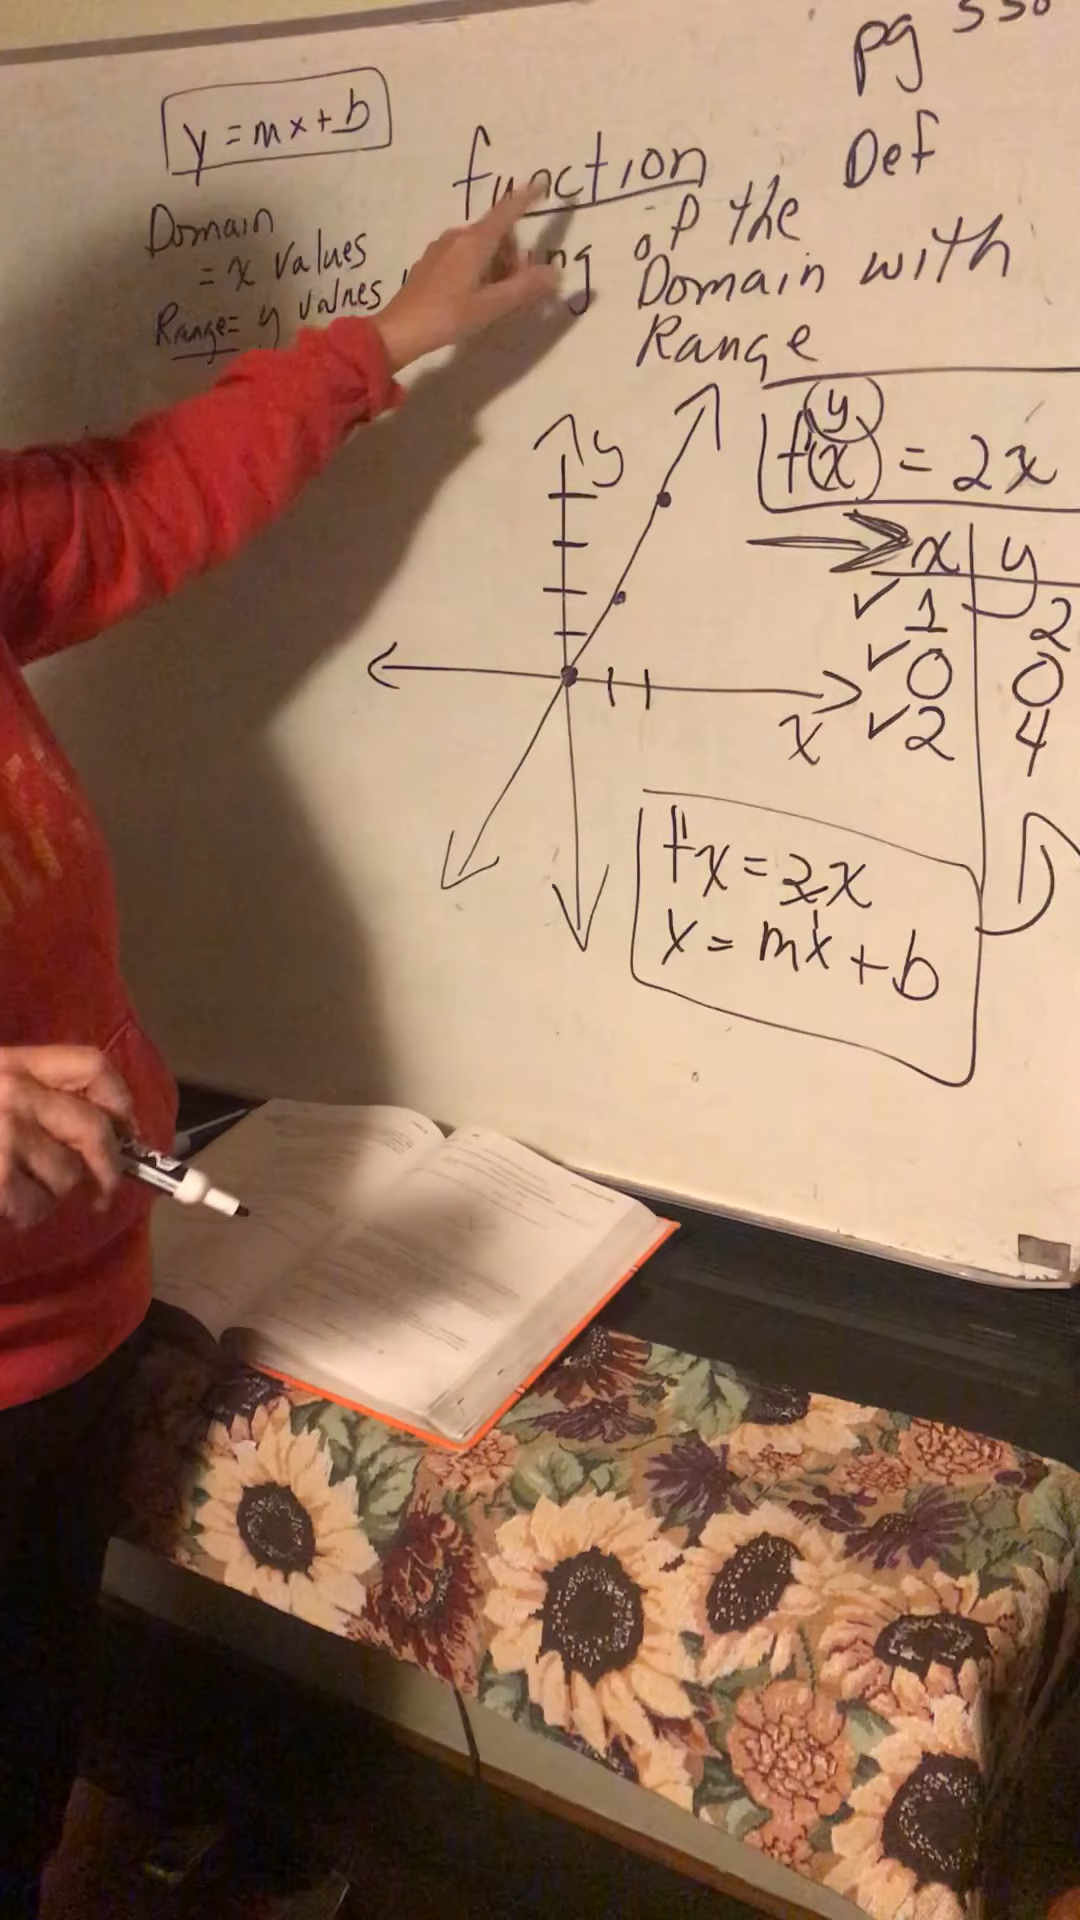 pg 550
y = mx+b
function
Def
Domain
= x values
Range= y values
of the
Domain with
Range
y
f(x) = 2x
y
x y
1 2
0 0
2 4
x
fx = 2x
y = mx + b